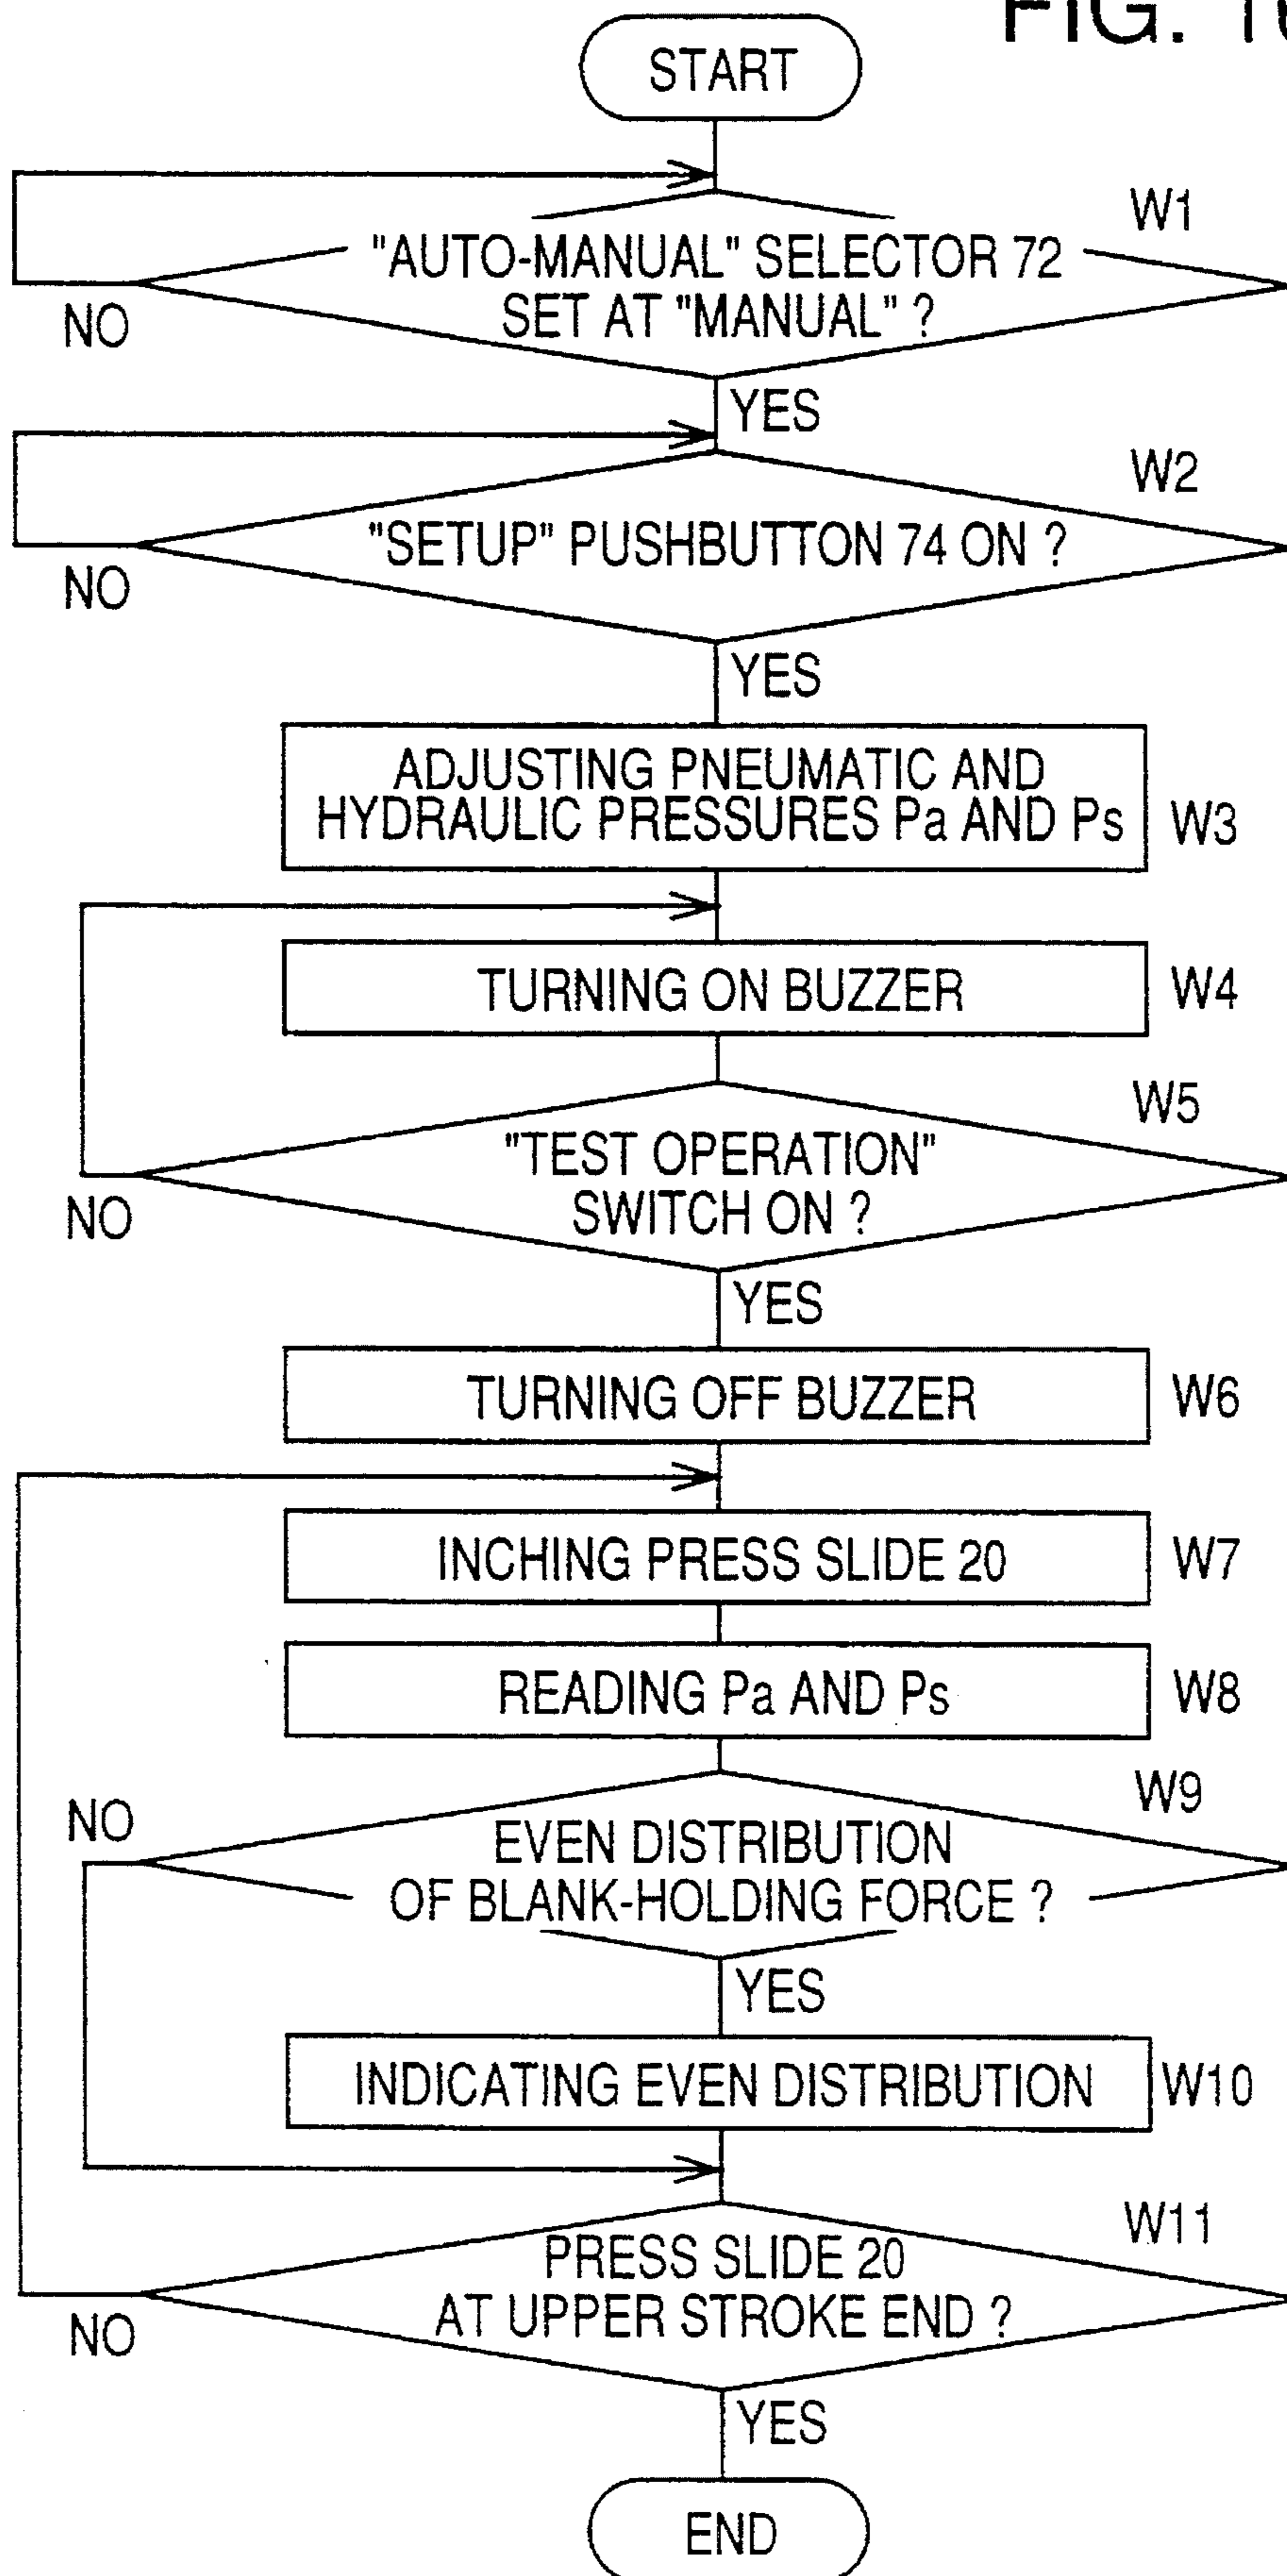 FIG. 10
START
W1
"AUTO-MANUAL" SELECTOR 72
SET AT "MANUAL" ?
NO
YES
W2
"SETUP" PUSHBUTTON 74 ON ?
NO
YES
ADJUSTING PNEUMATIC AND
HYDRAULIC PRESSURES Pa AND Ps
W3
TURNING ON BUZZER
W4
W5
"TEST OPERATION"
SWITCH ON ?
NO
YES
TURNING OFF BUZZER
W6
INCHING PRESS SLIDE 20
W7
READING Pa AND Ps
W8
W9
NO
EVEN DISTRIBUTION
OF BLANK-HOLDING FORCE ?
YES
INDICATING EVEN DISTRIBUTION
W10
W11
PRESS SLIDE 20
AT UPPER STROKE END ?
NO
YES
END